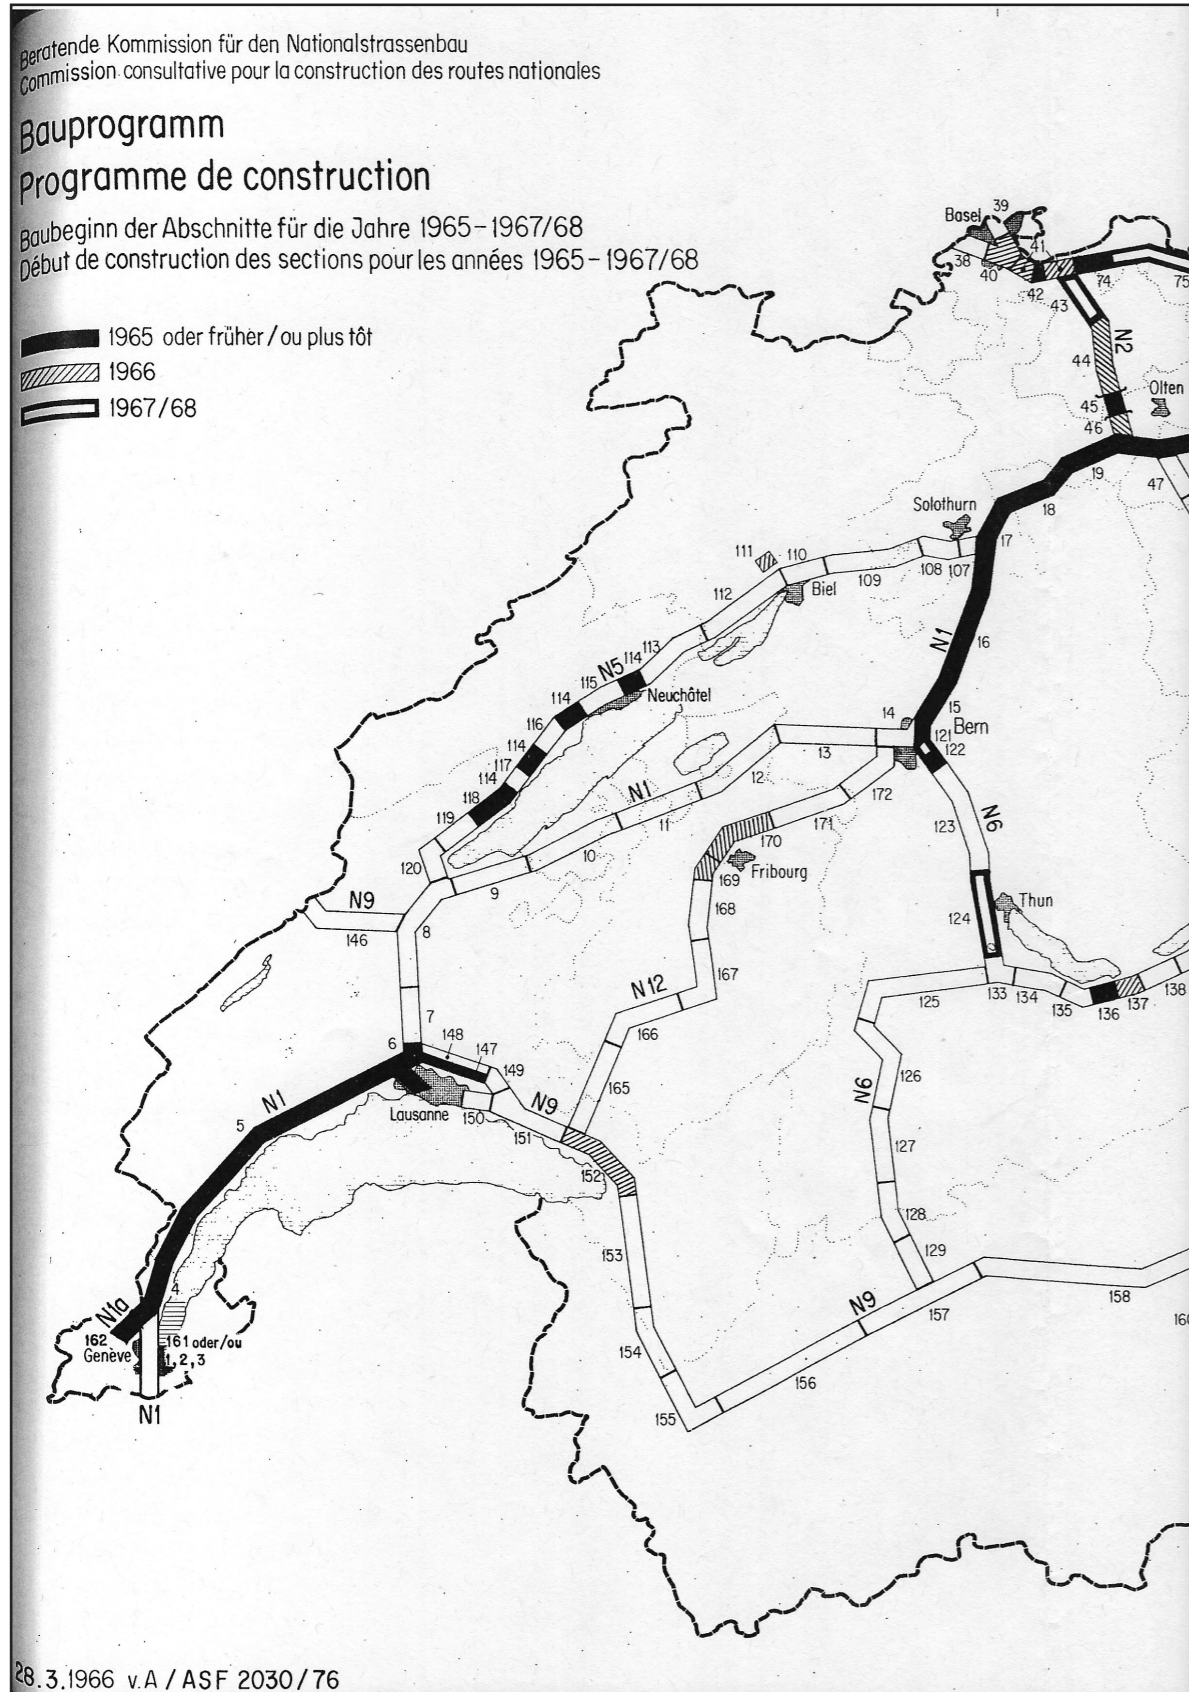 Beratende Kommission für den Nationalstrassenbau
Commission consultative pour la construction des routes nationales
Bauprogramm
Programme de construction
Baubeginn der Abschnitte für die Jahre 1965-1967/68
Début de construction des sections pour les années 1965-1967/68
1965 oder früher/ou plus tôt
1966
1967/68
Basel
39
38
40
41
42
43
74
75
N2
44
45
46
Olten
47
19
18
17
Solothurn
107
108
109
110
111
Biel
112
16
N1
113
114
N5
115
Neuchâtel
114
116
114
117
114
118
119
120
15
Bern
14
121
122
13
12
N1
11
10
9
172
171
170
169
Fribourg
168
167
N12
166
165
123
N6
124
Thun
133
134
135
136
137
138
125
126
N6
127
128
129
N9
146
8
7
6
148
147
149
150
N9
151
152
Lausanne
N1
5
4
N1a
162
Genève
161 oder/ou
1,2,3
N1
153
154
155
156
N9
157
158
160
28.3.1966 v.A / ASF 2030/76